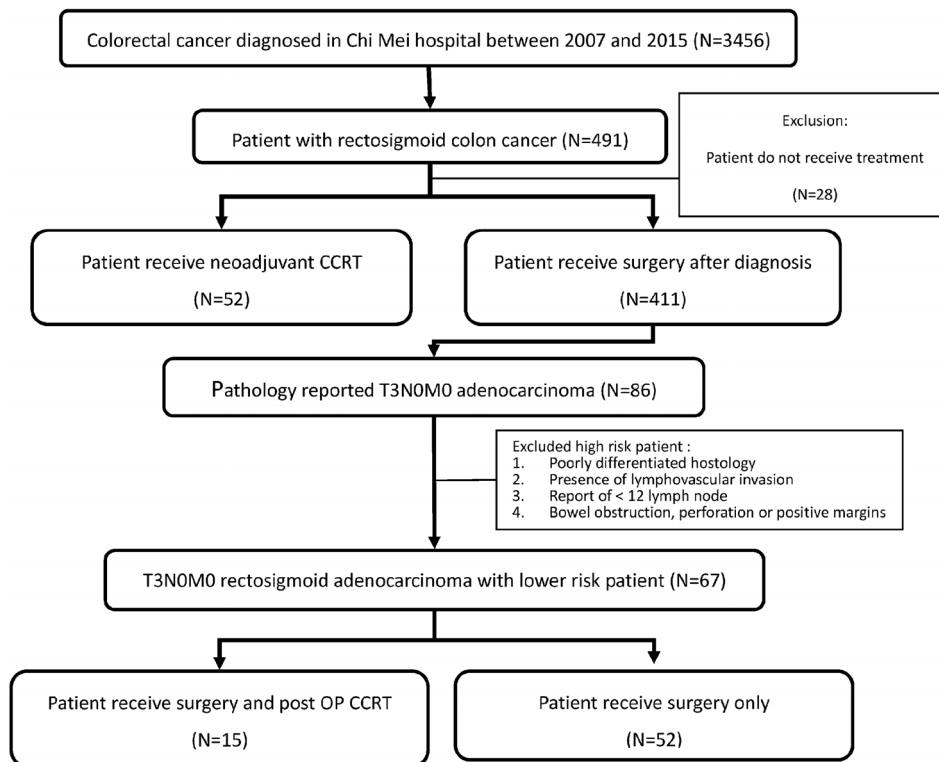 Colorectal cancer diagnosed in Chi Mei hospital between 2007 and 2015 (N=3456)
Patient with rectosigmoid colon cancer (N=491)
Exclusion:
Patient do not receive treatment
(N=28)
Patient receive neoadjuvant CCRT
(N=52)
Patient receive surgery after diagnosis
(N=411)
Pathology reported T3N0M0 adenocarcinoma (N=86)
Excluded high risk patient :
1. Poorly differentiated hostology
2. Presence of lymphovascular invasion
3. Report of < 12 lymph node
4. Bowel obstruction, perforation or positive margins
T3N0M0 rectosigmoid adenocarcinoma with lower risk patient (N=67)
Patient receive surgery and post OP CCRT
(N=15)
Patient receive surgery only
(N=52)